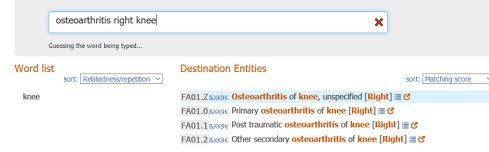 osteoarthritis right knee
Guessing the word being typed...
Word list
sort: Relatedness/repetition
knee
Destination Entities
sort: Matching score
FA01.Z&XK9K Osteoarthritis of knee, unspecified [Right]
FA01.0&XK9K Primary osteoarthritis of knee [Right]
FA01.1&XK9K Post traumatic osteoarthritis of knee [Right]
FA01.2&XK9K Other secondary osteoarthritis of knee [Right]